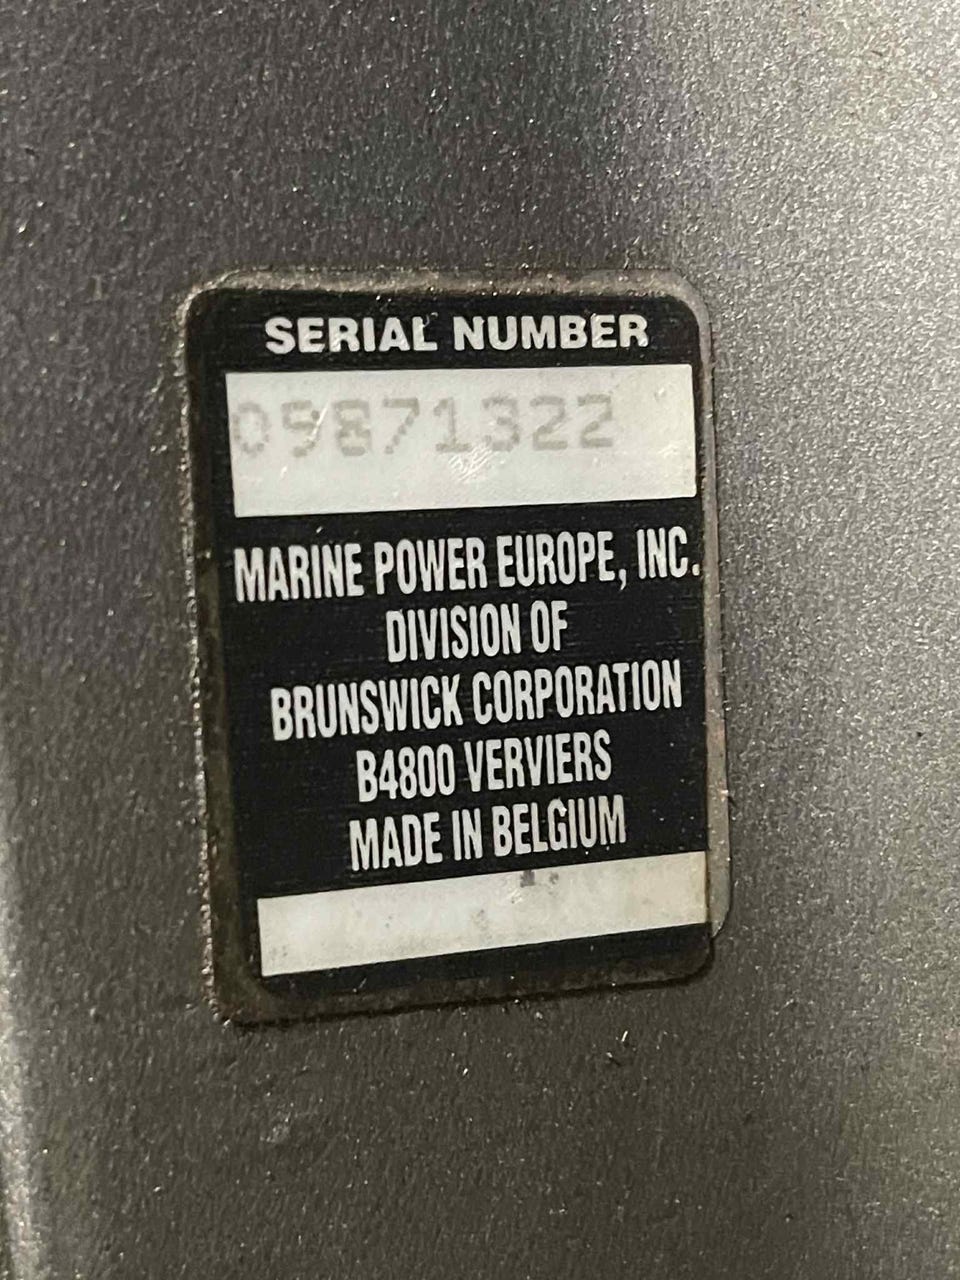 SERIAL NUMBER
09871322
MARINE POWER EUROPE, INC.
DIVISION OF
BRUNSWICK CORPORATION
B4800 VERVIERS
MADE IN BELGIUM